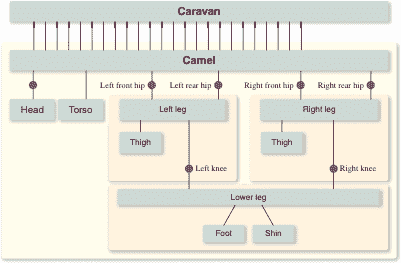 Caravan
Camel
Left front hip
Left rear hip
Right front hip
Right rear hip
Head
Torso
Left leg
Right leg
Thigh
Thigh
Left knee
Right knee
Lower leg
Foot
Shin